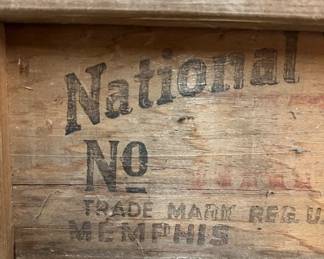 National
No
TRADE MARK REG. U.
MEMPHIS